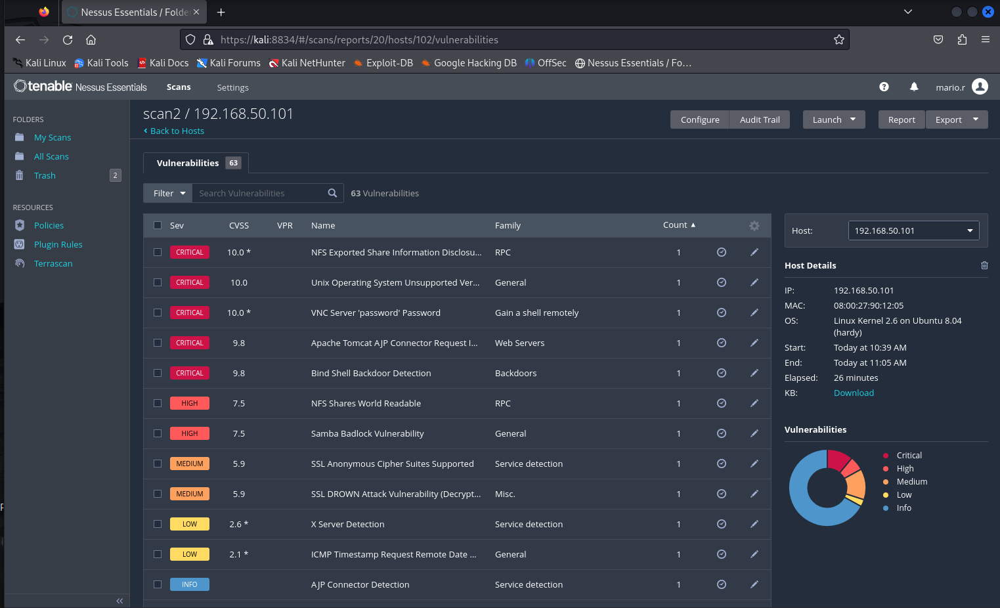 Nessus Essentials / Folde
https://kali:8834/#/scans/reports/20/hosts/102/vulnerabilities
Kali Linux Kali Tools Kali Docs Kali Forums Kali NetHunter Exploit-DB Google Hacking DB OffSec Nessus Essentials / Fo…
tenable Nessus Essentials Scans Settings mario.r
FOLDERS
My Scans
All Scans
Trash 2
RESOURCES
Policies
Plugin Rules
Terrascan
scan2 / 192.168.50.101
Back to Hosts
Configure Audit Trail Launch Report Export
Vulnerabilities 63
Filter Search Vulnerabilities 63 Vulnerabilities
Sev CVSS VPR Name Family Count
CRITICAL 10.0 * NFS Exported Share Information Disclosu... RPC 1
CRITICAL 10.0 Unix Operating System Unsupported Ver... General 1
CRITICAL 10.0 * VNC Server 'password' Password Gain a shell remotely 1
CRITICAL 9.8 Apache Tomcat AJP Connector Request I... Web Servers 1
CRITICAL 9.8 Bind Shell Backdoor Detection Backdoors 1
HIGH 7.5 NFS Shares World Readable RPC 1
HIGH 7.5 Samba Badlock Vulnerability General 1
MEDIUM 5.9 SSL Anonymous Cipher Suites Supported Service detection 1
MEDIUM 5.9 SSL DROWN Attack Vulnerability (Decrypt... Misc. 1
LOW 2.6 * X Server Detection Service detection 1
LOW 2.1 * ICMP Timestamp Request Remote Date ... General 1
INFO AJP Connector Detection Service detection 1
Host: 192.168.50.101
Host Details
IP: 192.168.50.101
MAC: 08:00:27:90:12:05
OS: Linux Kernel 2.6 on Ubuntu 8.04
(hardy)
Start: Today at 10:39 AM
End: Today at 11:05 AM
Elapsed: 26 minutes
KB: Download
Vulnerabilities
Critical
High
Medium
Low
Info